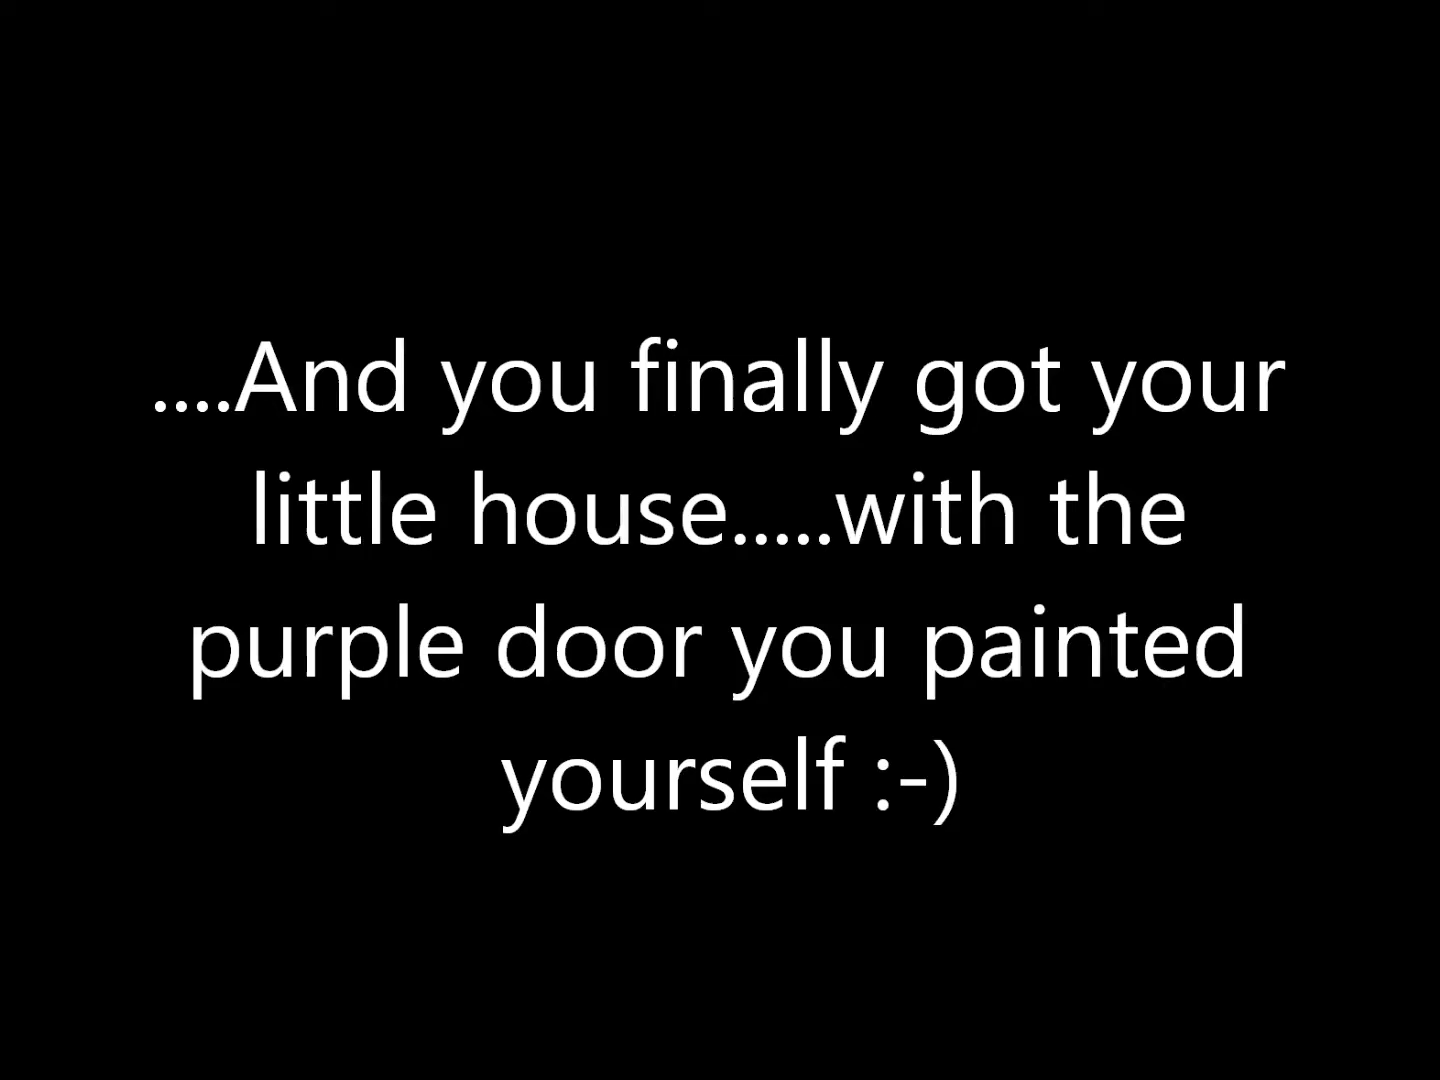 ....And you finally got your
little house.....with the
purple door you painted
yourself :-)